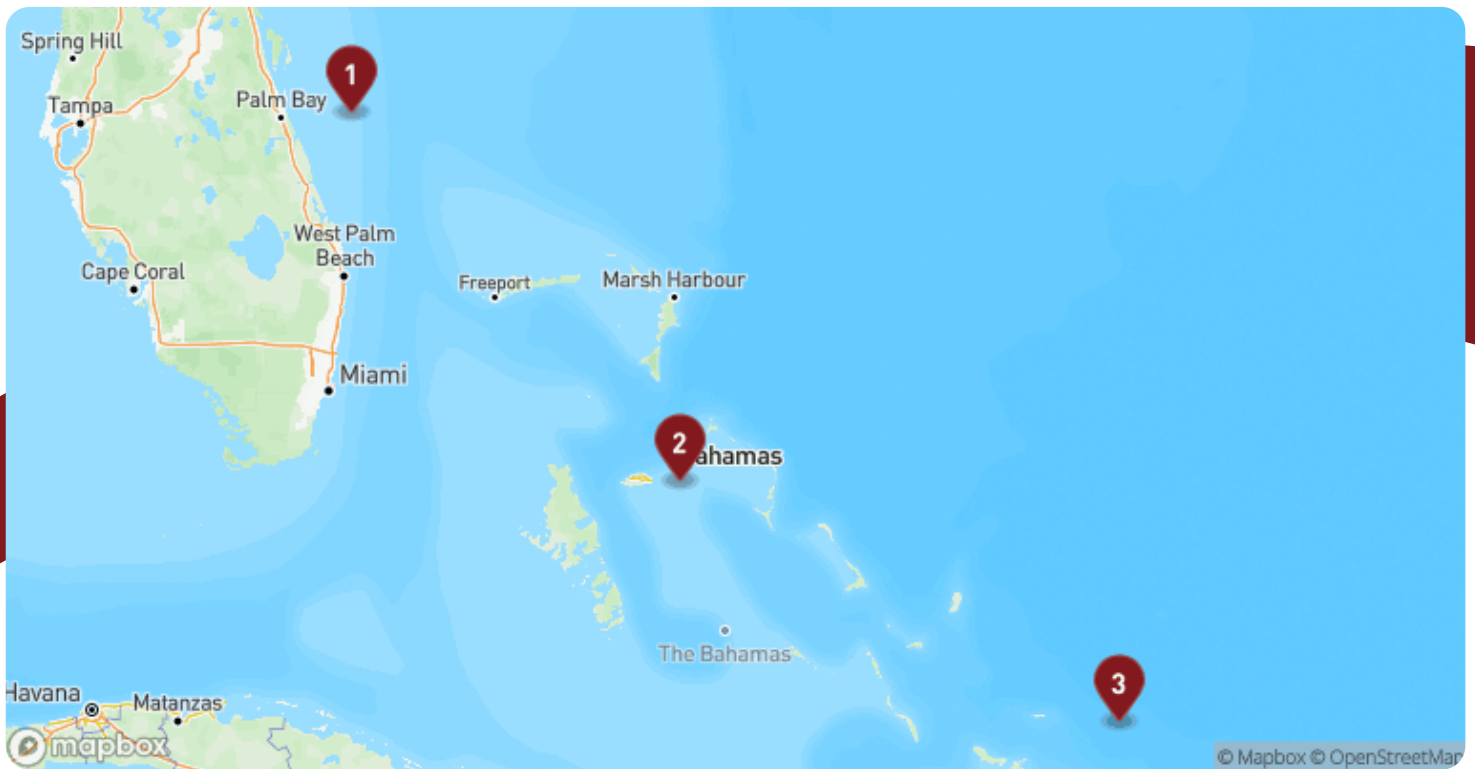 Spring Hill
1
Palm Bay
Tampa
West Palm
Beach
Cape Coral
Freeport
Marsh Harbour
Miami
2
ahamas
The Bahamas
3
Havana
Matanzas
mapbox
© Mapbox © OpenStreetMap